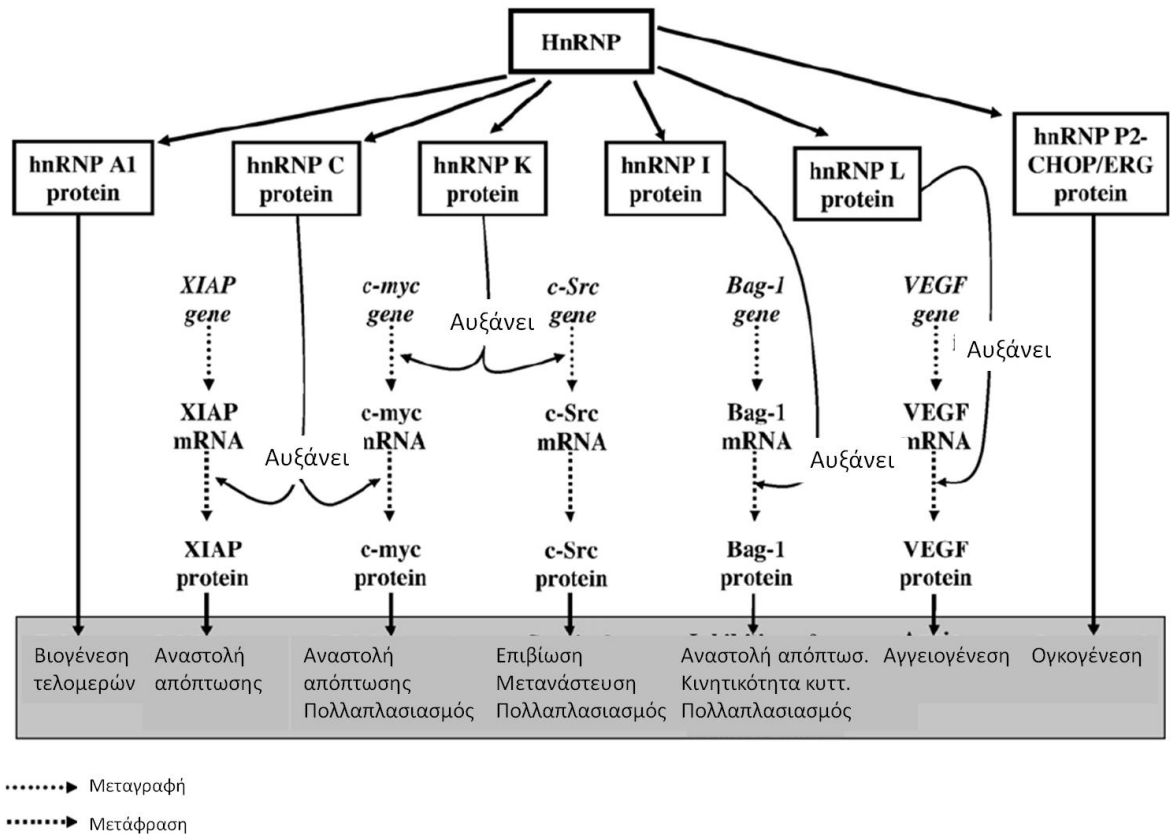 HnRNP
hnRNP A1
protein
hnRNP C
protein
hnRNP K
protein
hnRNP I
protein
hnRNP L
protein
hnRNP P2-
CHOP/ERG
protein
XIAP
gene
c-myc
gene
c-Src
gene
Bag-1
gene
VEGF
gene
Αυξάνει
Αυξάνει
XIAP
mRNA
c-myc
mRNA
c-Src
mRNA
Bag-1
mRNA
VEGF
mRNA
Αυξάνει
Αυξάνει
XIAP
protein
c-myc
protein
c-Src
protein
Bag-1
protein
VEGF
protein
Βιογένεση
τελομερών
Αναστολή
απόπτωσης
Αναστολή
απόπτωσης
Πολλαπλασιασμός
Επιβίωση
Μετανάστευση
Πολλαπλασιασμός
Αναστολή απόπτωσ.
Κινητικότητα κυττ.
Πολλαπλασιασμός
Αγγειογένεση
Ογκογένεση
Μεταγραφή
Μετάφραση